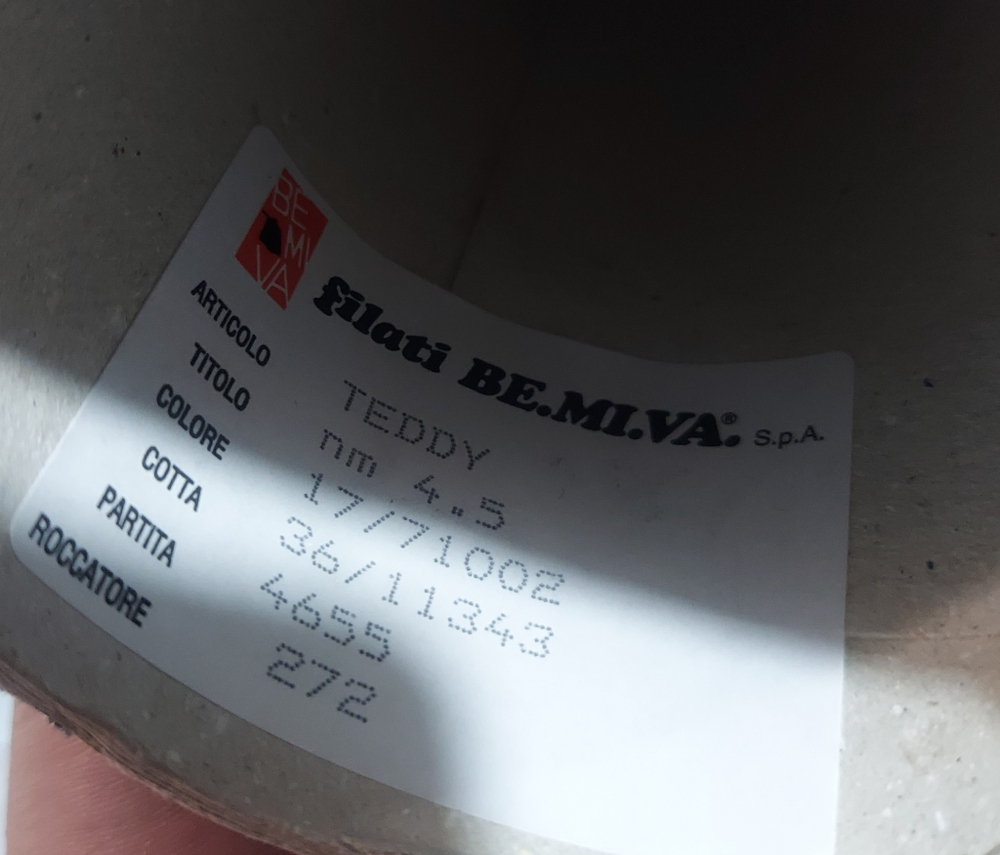 BE
MI
VA
filati BE.MI.VA.® S.p.A.
ARTICOLO TEDDY
TITOLO nm 4.5
COLORE 17/71002
COTTA 36/11343
PARTITA 4655
ROCCATORE 272